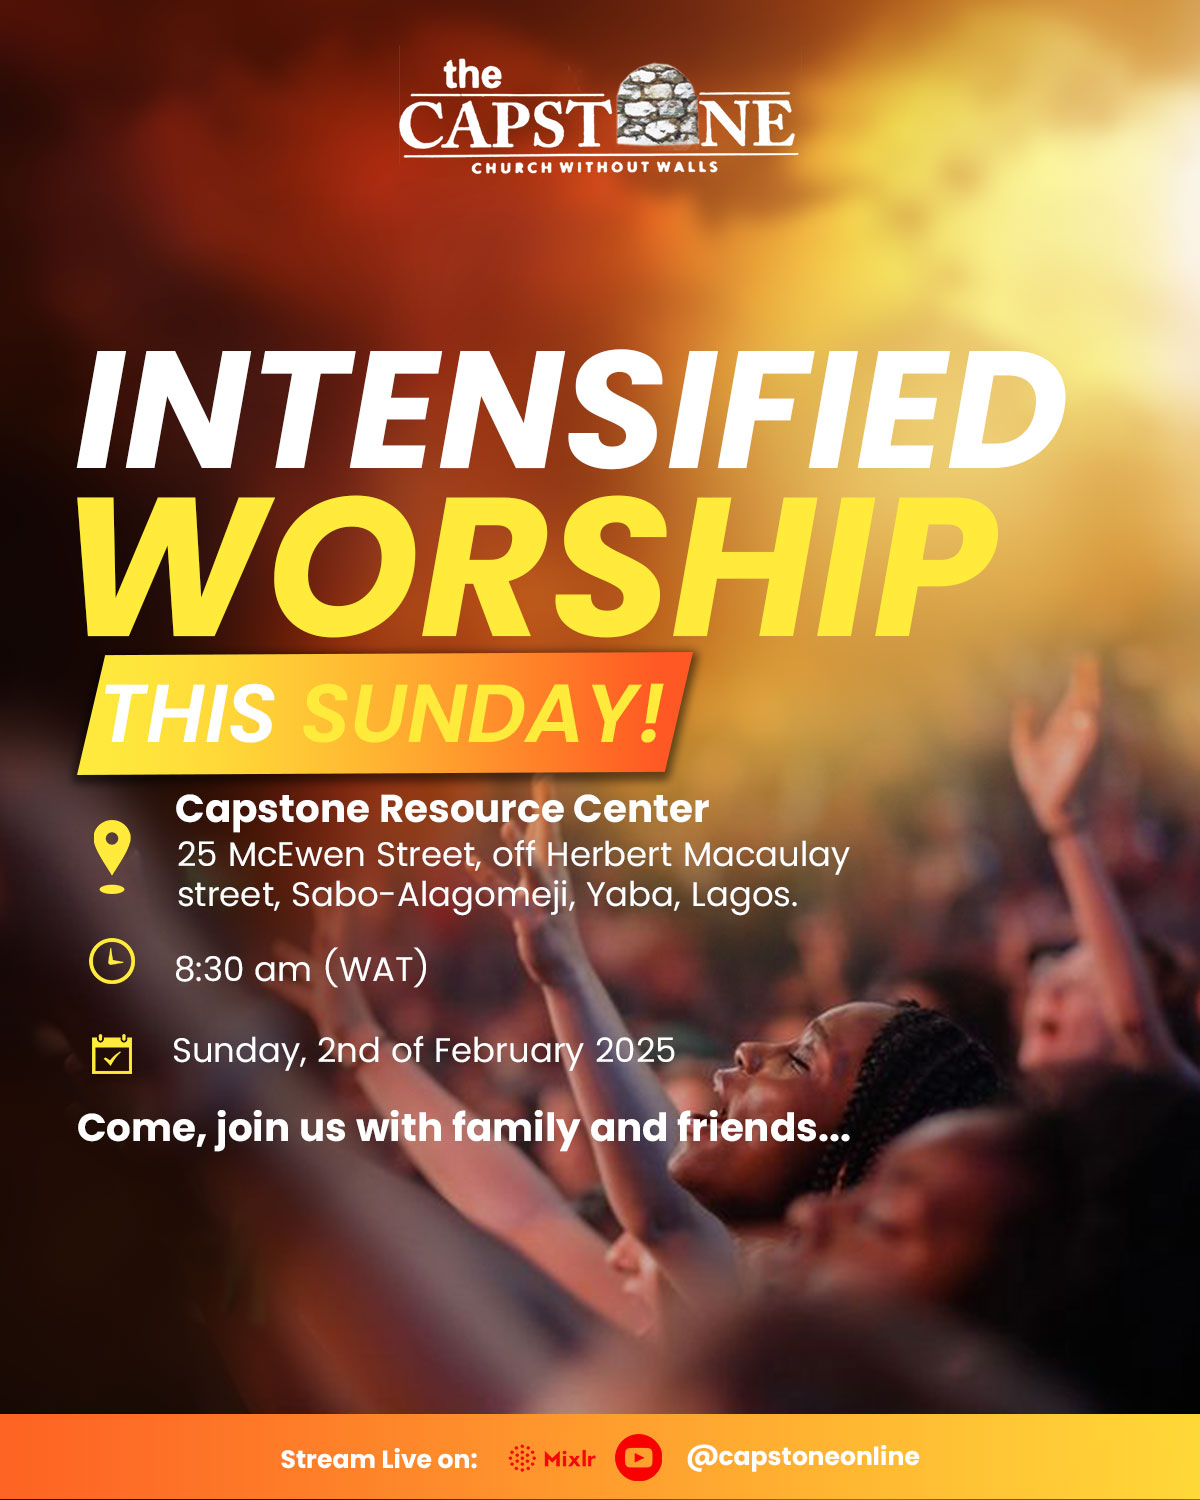 the
CAPSTONE
CHURCH WITHOUT WALLS
INTENSIFIED
WORSHIP
THIS SUNDAY!
Capstone Resource Center
25 McEwen Street, off Herbert Macaulay
street, Sabo-Alagomeji, Yaba, Lagos.
8:30 am (WAT)
Sunday, 2nd of February 2025
Come, join us with family and friends...
Stream Live on: Mixlr @capstoneonline